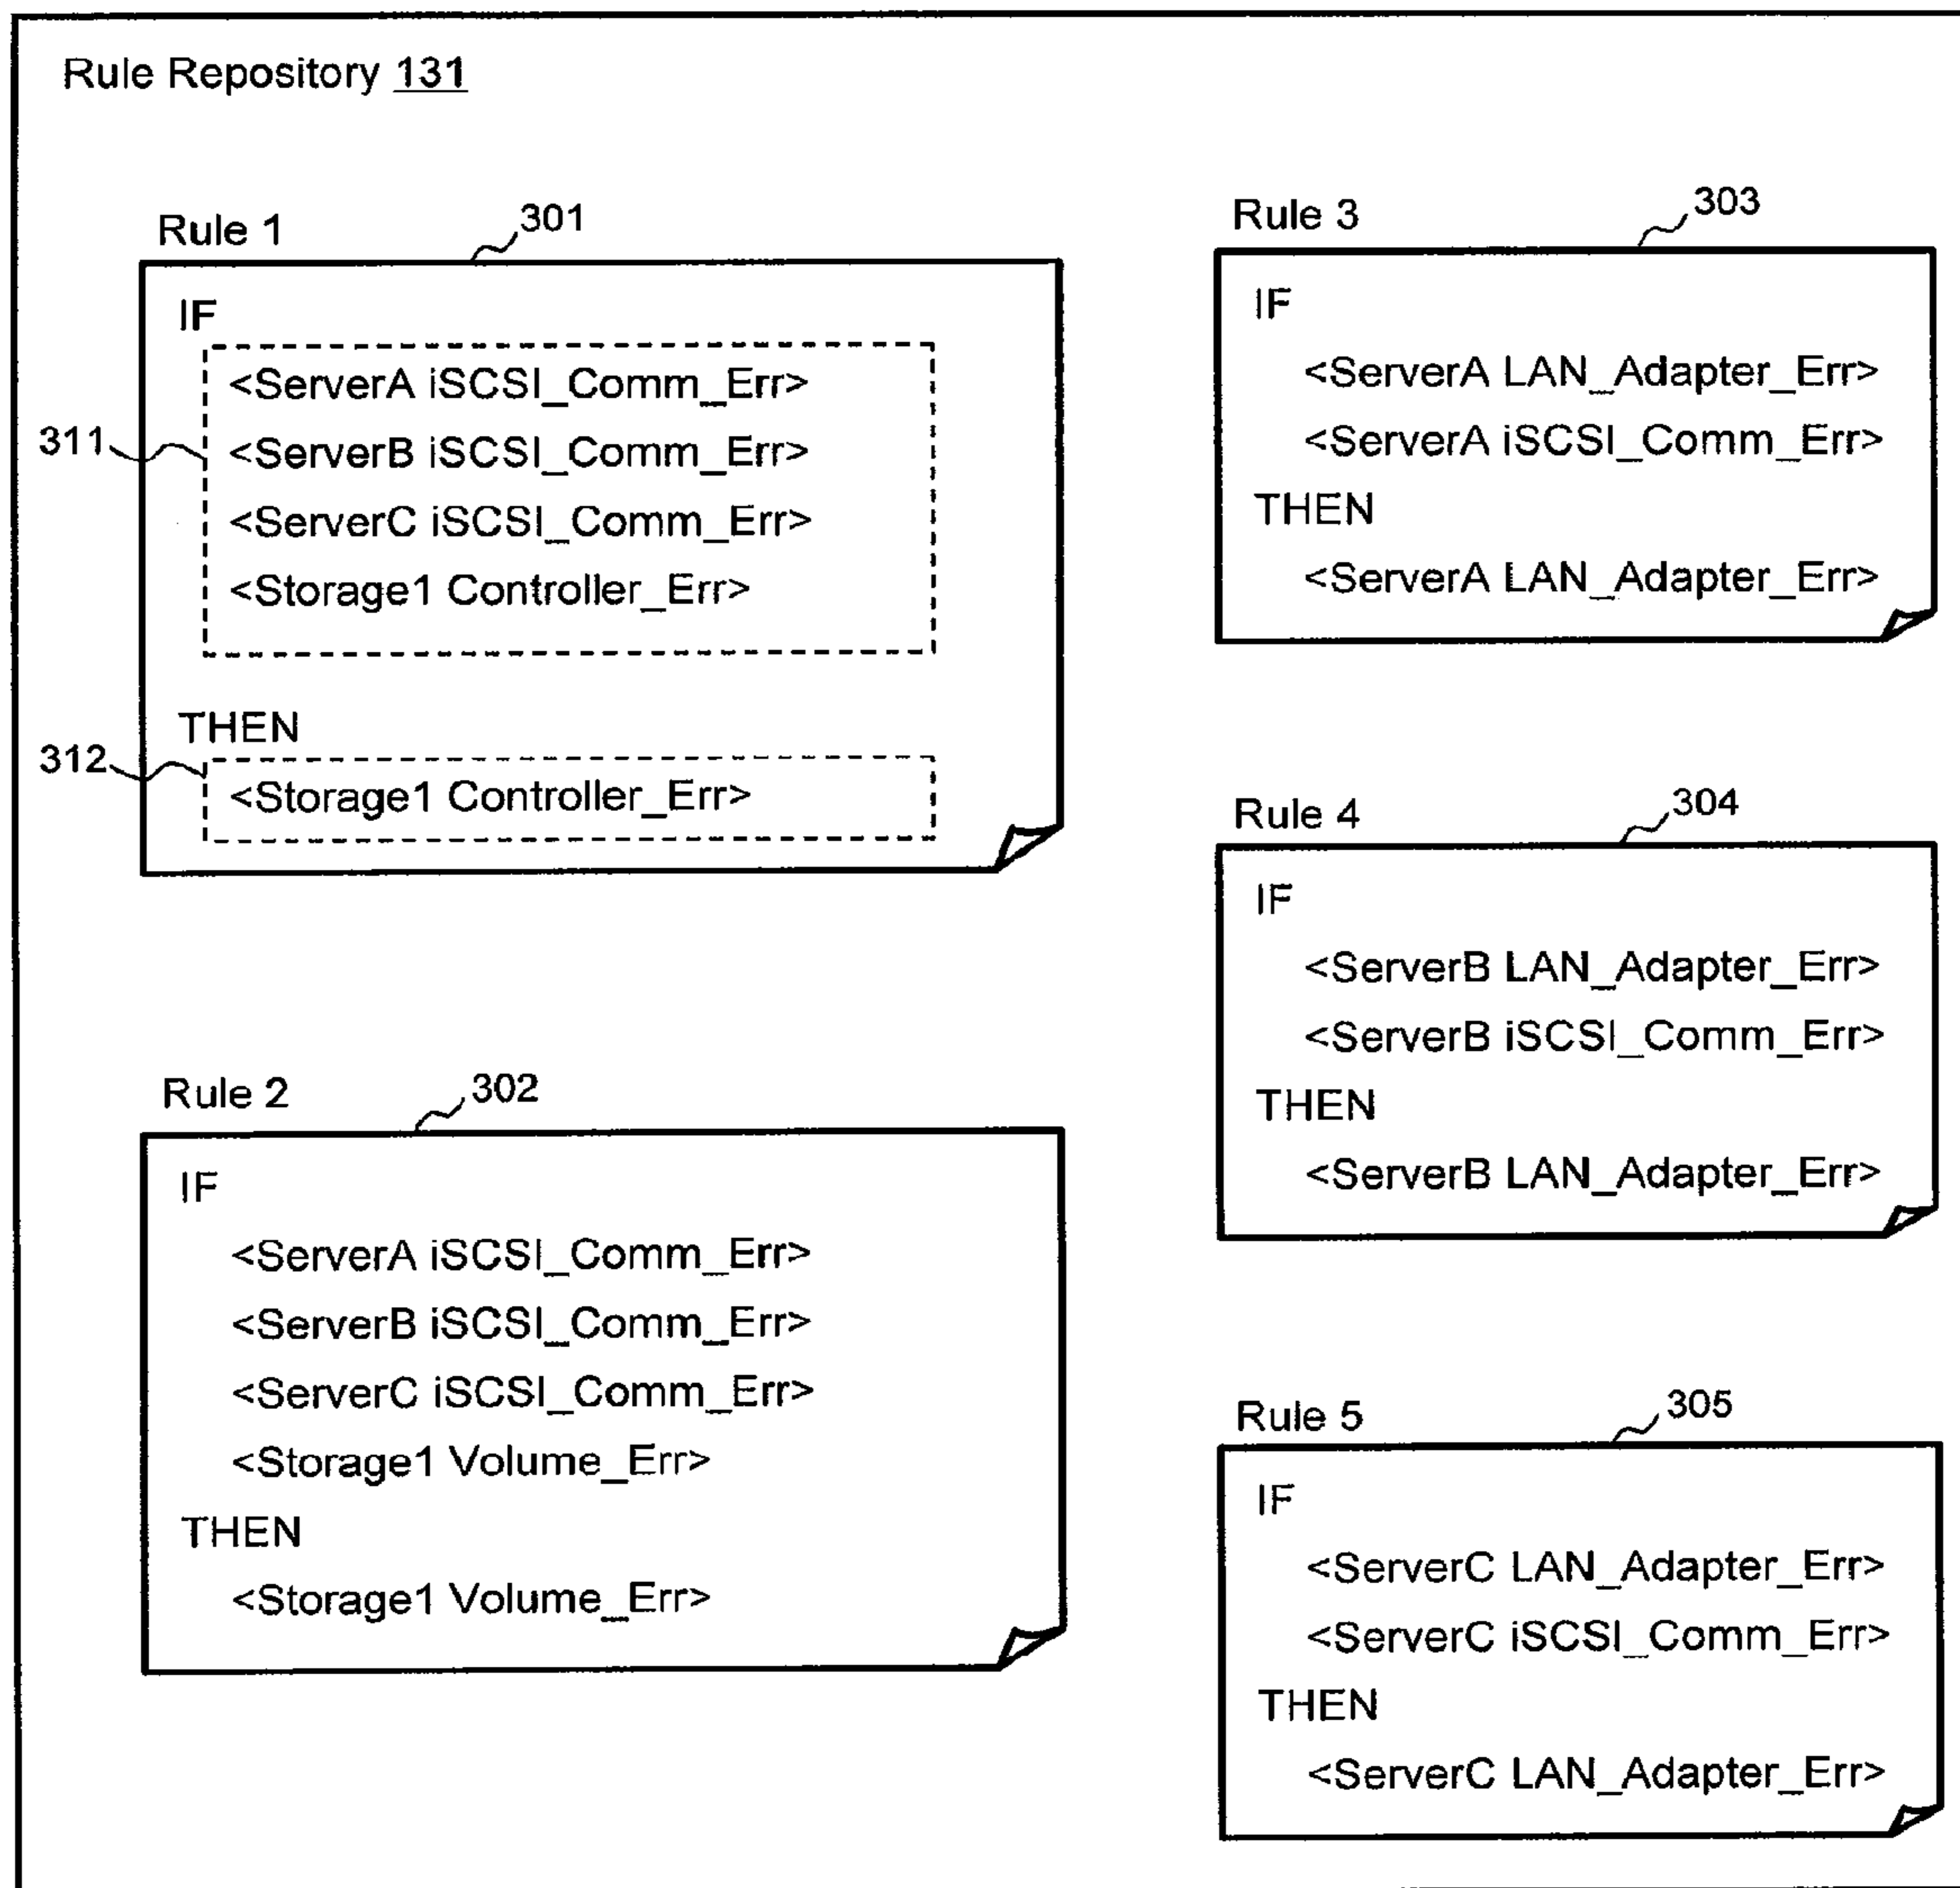 Rule Repository 131
Rule 1
301
IF
<ServerA iSCSI_Comm_Err>
311
<ServerB iSCSI_Comm_Err>
<ServerC iSCSI_Comm_Err>
<Storage1 Controller_Err>
THEN
312
<Storage1 Controller_Err>
Rule 2
302
IF
<ServerA iSCSI_Comm_Err>
<ServerB iSCSI_Comm_Err>
<ServerC iSCSI_Comm_Err>
<Storage1 Volume_Err>
THEN
<Storage1 Volume_Err>
Rule 3
303
IF
<ServerA LAN_Adapter_Err>
<ServerA iSCSI_Comm_Err>
THEN
<ServerA LAN_Adapter_Err>
Rule 4
304
IF
<ServerB LAN_Adapter_Err>
<ServerB iSCSI_Comm_Err>
THEN
<ServerB LAN_Adapter_Err>
Rule 5
305
IF
<ServerC LAN_Adapter_Err>
<ServerC iSCSI_Comm_Err>
THEN
<ServerC LAN_Adapter_Err>